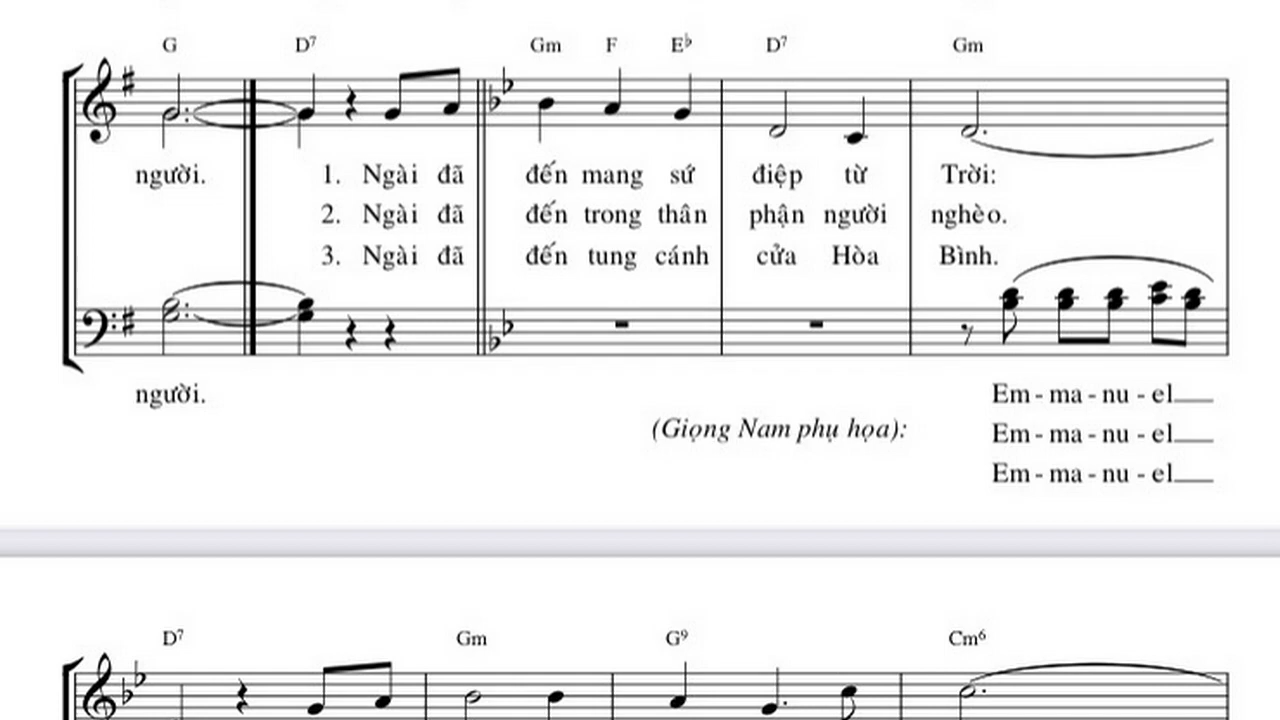 G D7 Gm F E♭ D7 Gm
người. 1. Ngài đã đến mang sứ điệp từ Trời:
2. Ngài đã đến trong thân phận người nghèo.
3. Ngài đã đến tung cánh cửa Hòa Bình.
người. Em - ma - nu - el
(Giọng Nam phụ họa):
Em - ma - nu - el
Em - ma - nu - el
D7 Gm G9 Cm6